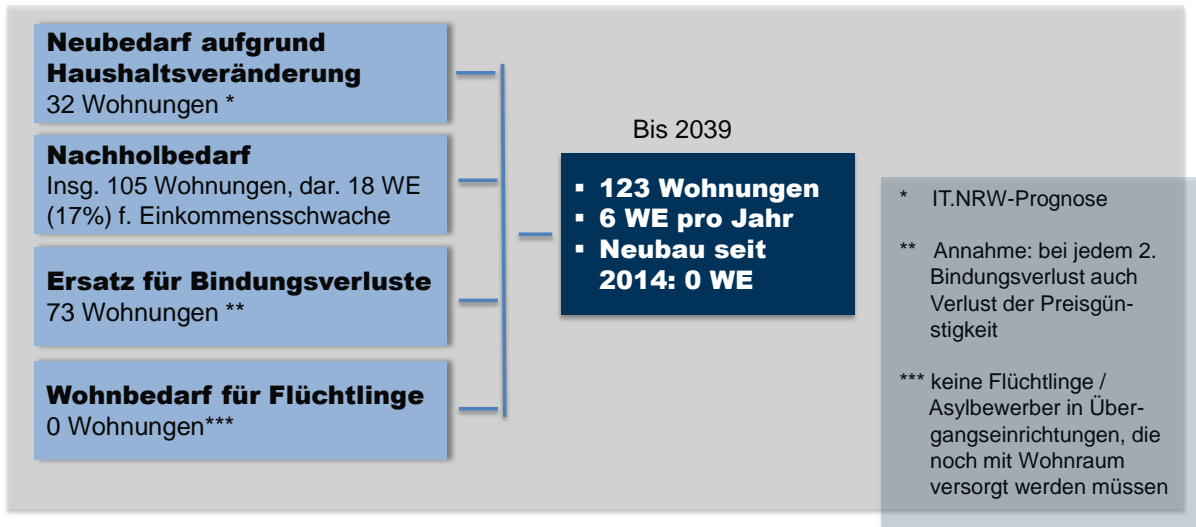 Neubedarf aufgrund
Haushaltsveränderung
32 Wohnungen *
Nachholbedarf
Insg. 105 Wohnungen, dar. 18 WE
(17%) f. Einkommensschwache
Ersatz für Bindungsverluste
73 Wohnungen **
Wohnbedarf für Flüchtlinge
0 Wohnungen***
Bis 2039
▪ 123 Wohnungen
▪ 6 WE pro Jahr
▪ Neubau seit
2014: 0 WE
* IT.NRW-Prognose
** Annahme: bei jedem 2.
Bindungsverlust auch
Verlust der Preisgün-
stigkeit
*** keine Flüchtlinge /
Asylbewerber in Über-
gangseinrichtungen, die
noch mit Wohnraum
versorgt werden müssen